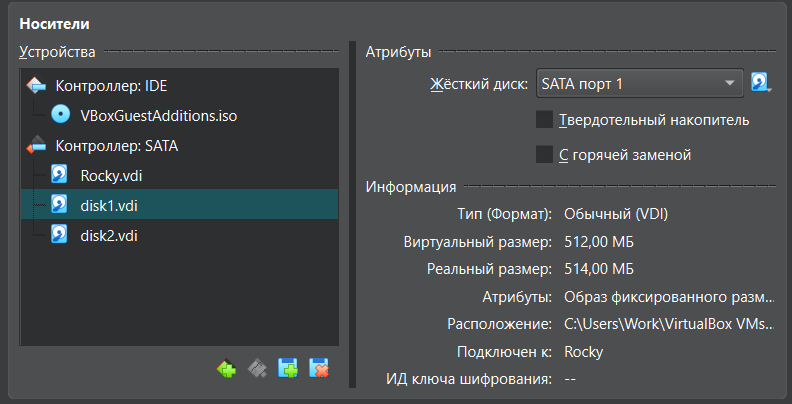 Носители
Устройства
Контроллер: IDE
VBoxGuestAdditions.iso
Контроллер: SATA
Rocky.vdi
disk1.vdi
disk2.vdi
Атрибуты
Жёсткий диск: SATA порт 1
Твердотельный накопитель
С горячей заменой
Информация
Тип (Формат): Обычный (VDI)
Виртуальный размер: 512,00 МБ
Реальный размер: 514,00 МБ
Атрибуты: Образ фиксированного разм...
Расположение: C:\Users\Work\VirtualBox VMs...
Подключен к: Rocky
ИД ключа шифрования: --